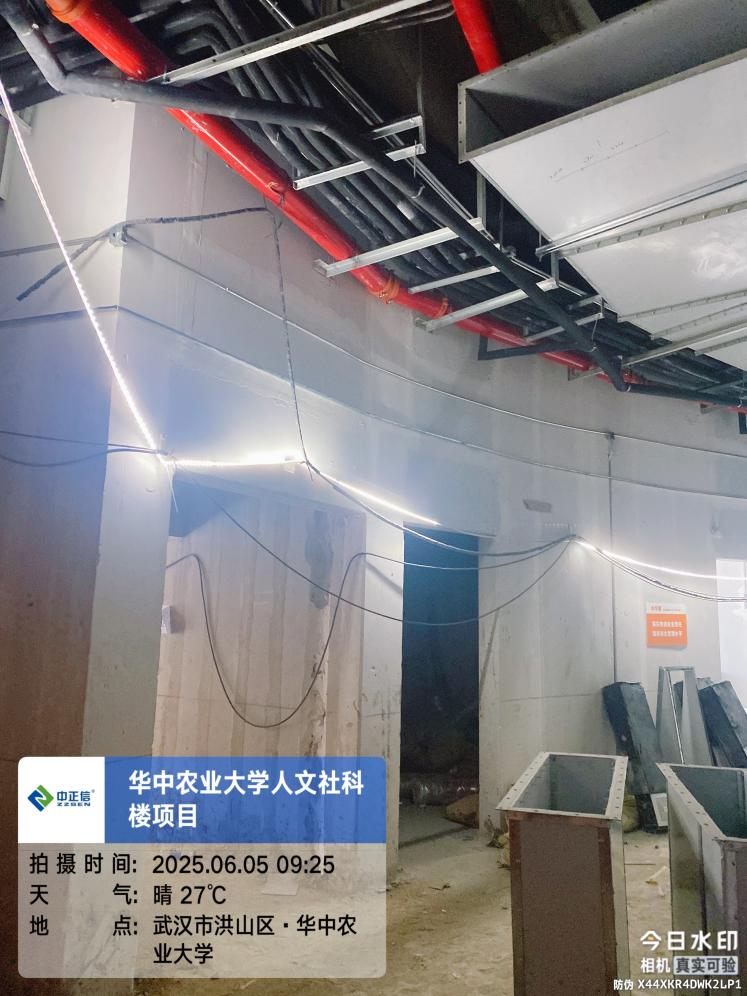 中正信
ZZSEN
华中农业大学人文社科
楼项目
拍摄时间: 2025.06.05 09:25
天气: 晴 27℃
地点: 武汉市洪山区·华中农
业大学
今日水印
相机 真实可验
防伪 X44XKR4DWK2LP1